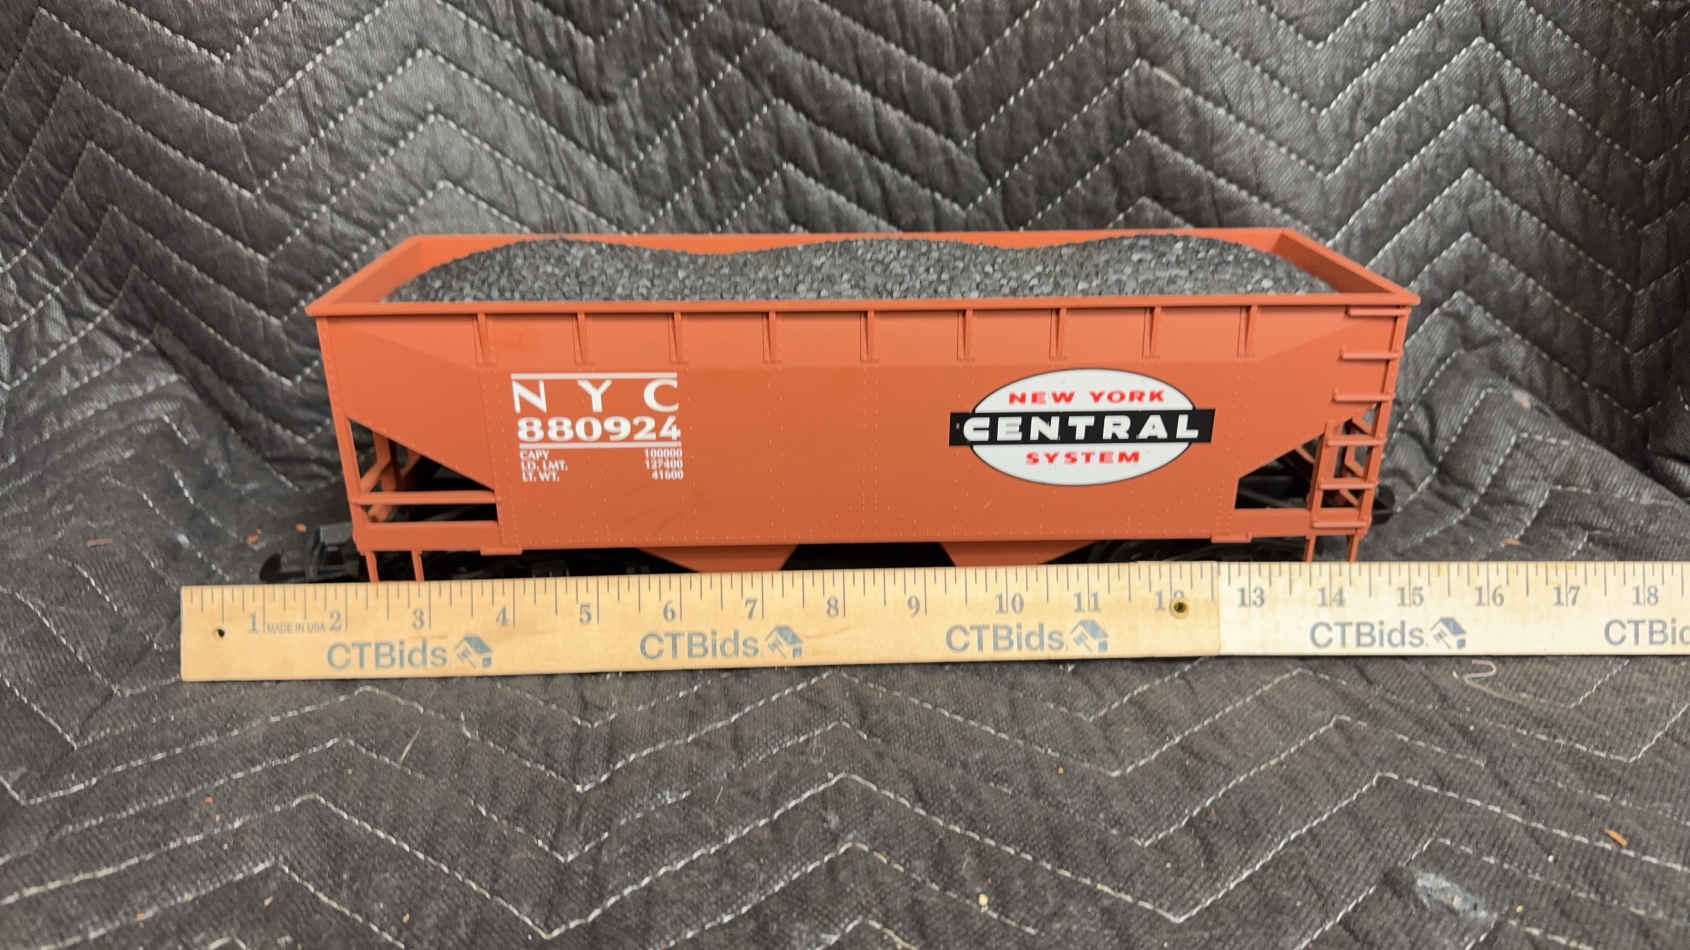 N Y C
880924
CAPY 100000
LD. LMT. 127400
LT. WT. 41600
NEW YORK
CENTRAL
SYSTEM
1 MADE IN USA 2 3 4 5 6 7 8 9 10 11 12 13 14 15 16 17 18
CTBids CTBids CTBids CTBids CTBid